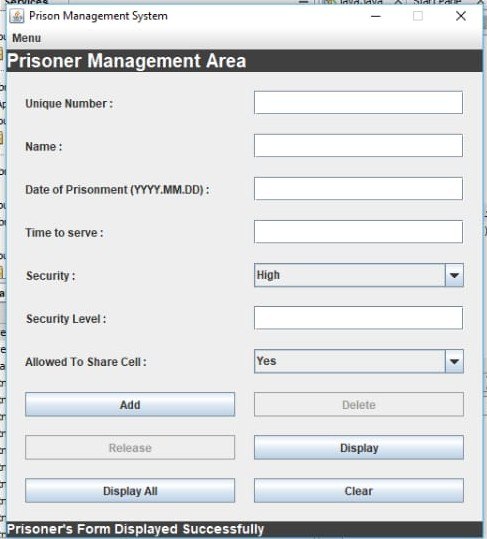 Services
Prison Management System
Menu
Prisoner Management Area
Unique Number :
Name :
Date of Prisonment (YYYY.MM.DD) :
Time to serve :
Security :
High
Security Level :
Allowed To Share Cell :
Yes
Add
Delete
Release
Display
Display All
Clear
Prisoner's Form Displayed Successfully